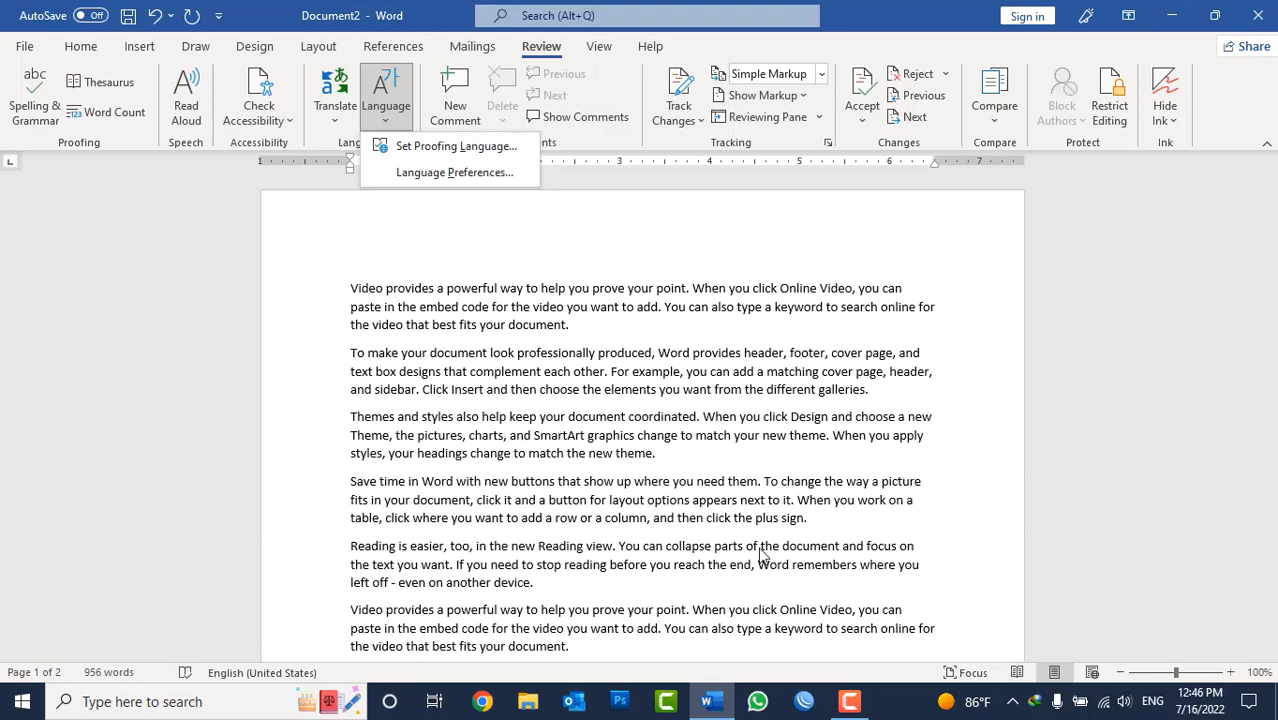 AutoSave Off Document2 - Word Search (Alt+Q) Sign in
File Home Insert Draw Design Layout References Mailings Review View Help Share
abc Spelling & Grammar
Thesaurus
123 Word Count
Proofing
Read Aloud
Speech
Check Accessibility
Accessibility
Translate
Language
Lang
Set Proofing Language...
Language Preferences...
New Comment
Delete
Previous
Next
Show Comments
nts
Track Changes
Simple Markup
Show Markup
Reviewing Pane
Tracking
Accept
Reject
Previous
Next
Changes
Compare
Compare
Block Authors
Restrict Editing
Protect
Hide Ink
Ink
1 3 4 5 6 7
Video provides a powerful way to help you prove your point. When you click Online Video, you can
paste in the embed code for the video you want to add. You can also type a keyword to search online for
the video that best fits your document.
To make your document look professionally produced, Word provides header, footer, cover page, and
text box designs that complement each other. For example, you can add a matching cover page, header,
and sidebar. Click Insert and then choose the elements you want from the different galleries.
Themes and styles also help keep your document coordinated. When you click Design and choose a new
Theme, the pictures, charts, and SmartArt graphics change to match your new theme. When you apply
styles, your headings change to match the new theme.
Save time in Word with new buttons that show up where you need them. To change the way a picture
fits in your document, click it and a button for layout options appears next to it. When you work on a
table, click where you want to add a row or a column, and then click the plus sign.
Reading is easier, too, in the new Reading view. You can collapse parts of the document and focus on
the text you want. If you need to stop reading before you reach the end, Word remembers where you
left off - even on another device.
Video provides a powerful way to help you prove your point. When you click Online Video, you can
paste in the embed code for the video you want to add. You can also type a keyword to search online for
the video that best fits your document.
Page 1 of 2 956 words English (United States) Focus 100%
Type here to search 86°F ENG 12:46 PM
7/16/2022